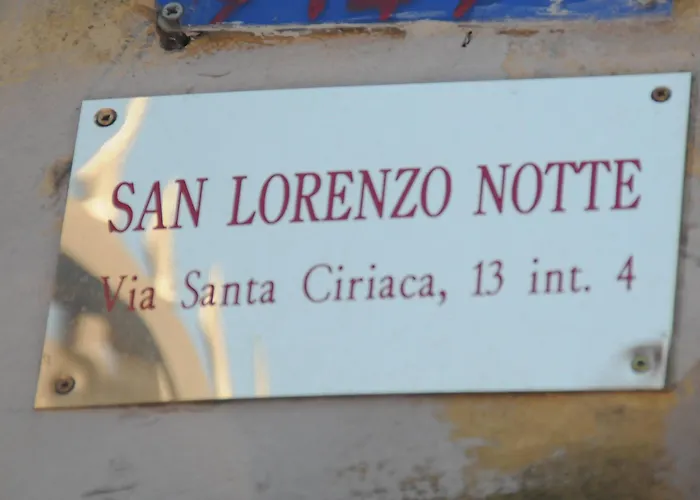 SAN LORENZO NOTTE
Via Santa Ciriaca, 13 int. 4